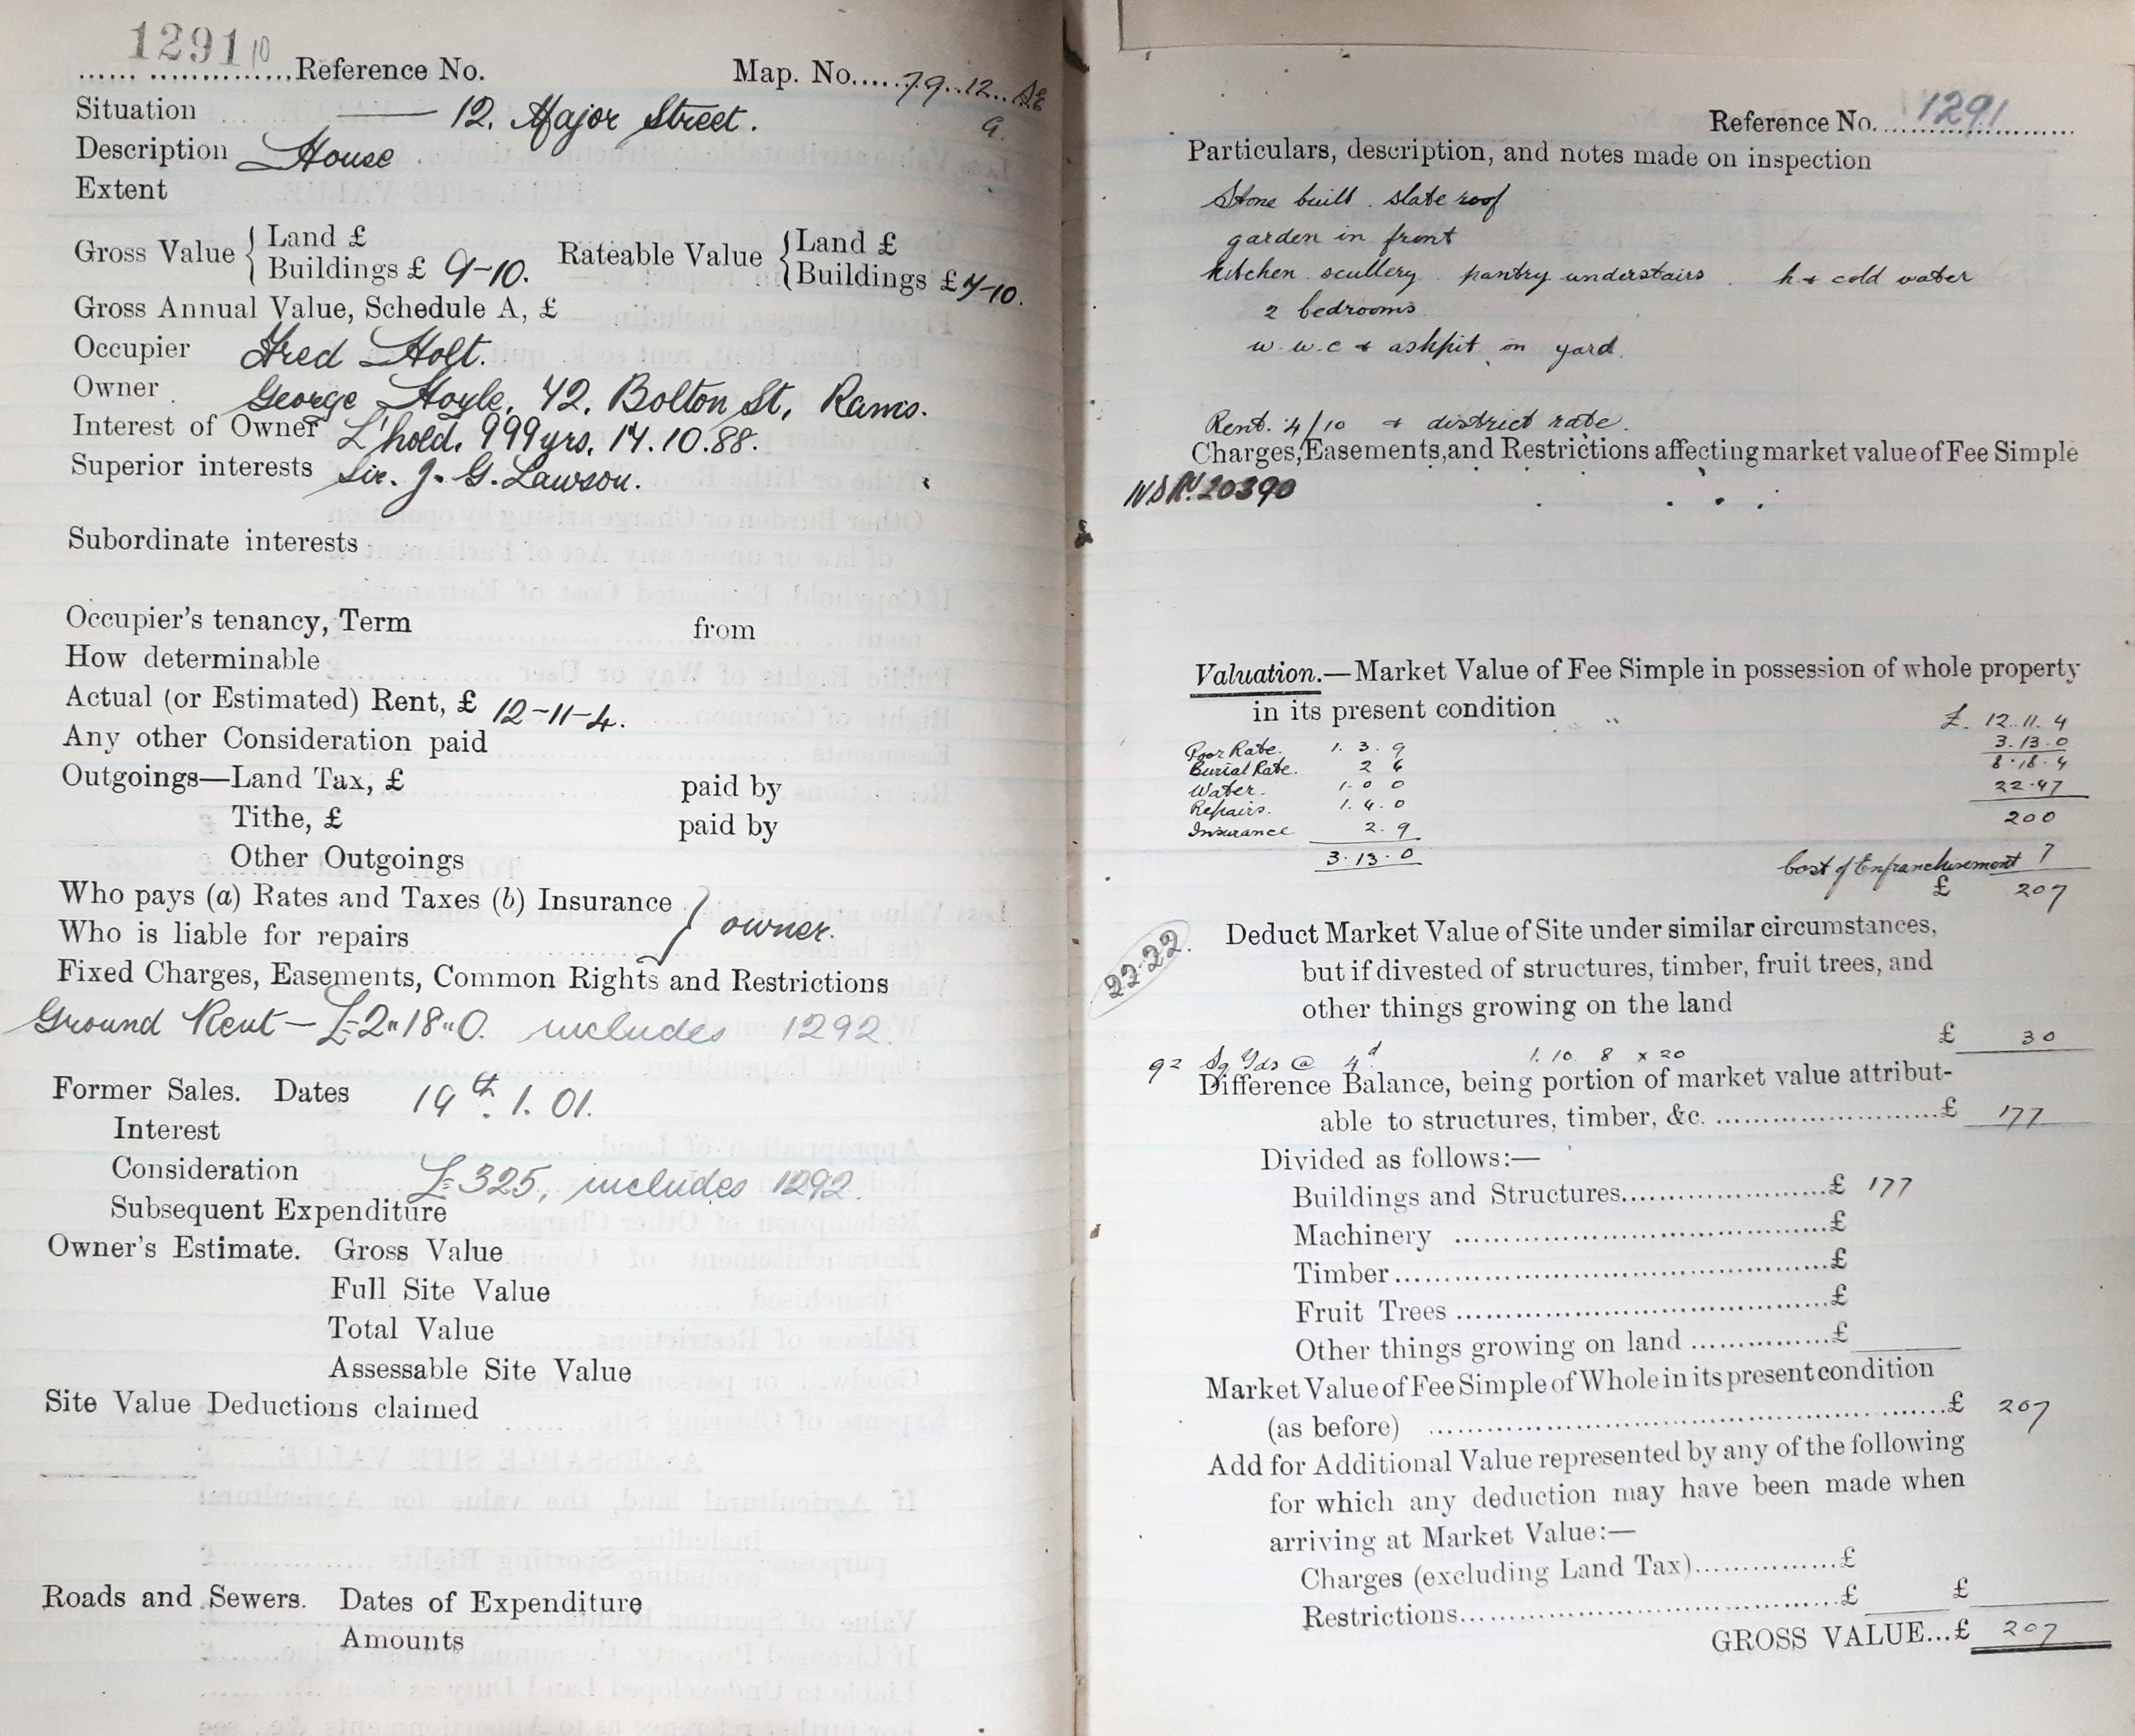 1291 10
...... ..............Reference No. Map. No.....79..12..SE
9.
Situation —— 12. Major Street.
Description House
Extent
Gross Value { Land £
Buildings £ 9-10.
Rateable Value { Land £
Buildings £ 7-10.
Gross Annual Value, Schedule A, £
Occupier Fred Holt.
Owner George Hoyle, 42, Bolton St, Rams.
Interest of Owner L'hold. 999 yrs. 14.10.88.
Superior interests Sir. J. G. Lawson.
Subordinate interests
Occupier's tenancy, Term from
How determinable
Actual (or Estimated) Rent, £ 12-11-4.
Any other Consideration paid
Outgoings—Land Tax, £ paid by
Tithe, £ paid by
Other Outgoings
Who pays (a) Rates and Taxes (b) Insurance } owner.
Who is liable for repairs
Fixed Charges, Easements, Common Rights and Restrictions
Ground Rent — £2"18"0. includes 1292.
Former Sales. Dates 19th. 1. 01.
Interest
Consideration £325, includes 1292.
Subsequent Expenditure
Owner's Estimate. Gross Value
Full Site Value
Total Value
Assessable Site Value
Site Value Deductions claimed
Roads and Sewers. Dates of Expenditure
Amounts
Reference No. 1291
Particulars, description, and notes made on inspection
Stone built. slate roof
garden in front
kitchen scullery pantry understairs. h & cold water
2 bedrooms.
w.w.c & ashpit in yard.
Rent. 4/10 & district rate.
Charges, Easements, and Restrictions affecting market value of Fee Simple
20390
Valuation.—Market Value of Fee Simple in possession of whole property
in its present condition
£. 12.11.4
Poor Rate. 1. 3. 9 3.13.0
Burial Rate. 2 6 8.18.4
Water. 1. 0 0 22.47
Repairs. 1. 4. 0
Insurance 2. 9 200
3.13.0
Cost of Enfranchisement 7
£ 207
22.22.
Deduct Market Value of Site under similar circumstances,
but if divested of structures, timber, fruit trees, and
other things growing on the land
£ 30
92 Sq Yds @ 4d 1. 10. 8 x 20
Difference Balance, being portion of market value attribut-
able to structures, timber, &c. ........................£ 177
Divided as follows:—
Buildings and Structures......................£ 177
Machinery ......................................£
Timber............................................£
Fruit Trees ......................................£
Other things growing on land ..............£
Market Value of Fee Simple of Whole in its present condition
(as before) ........................................................£ 207
Add for Additional Value represented by any of the following
for which any deduction may have been made when
arriving at Market Value:—
Charges (excluding Land Tax)...............£
Restrictions......................................£ £
GROSS VALUE...£ 207